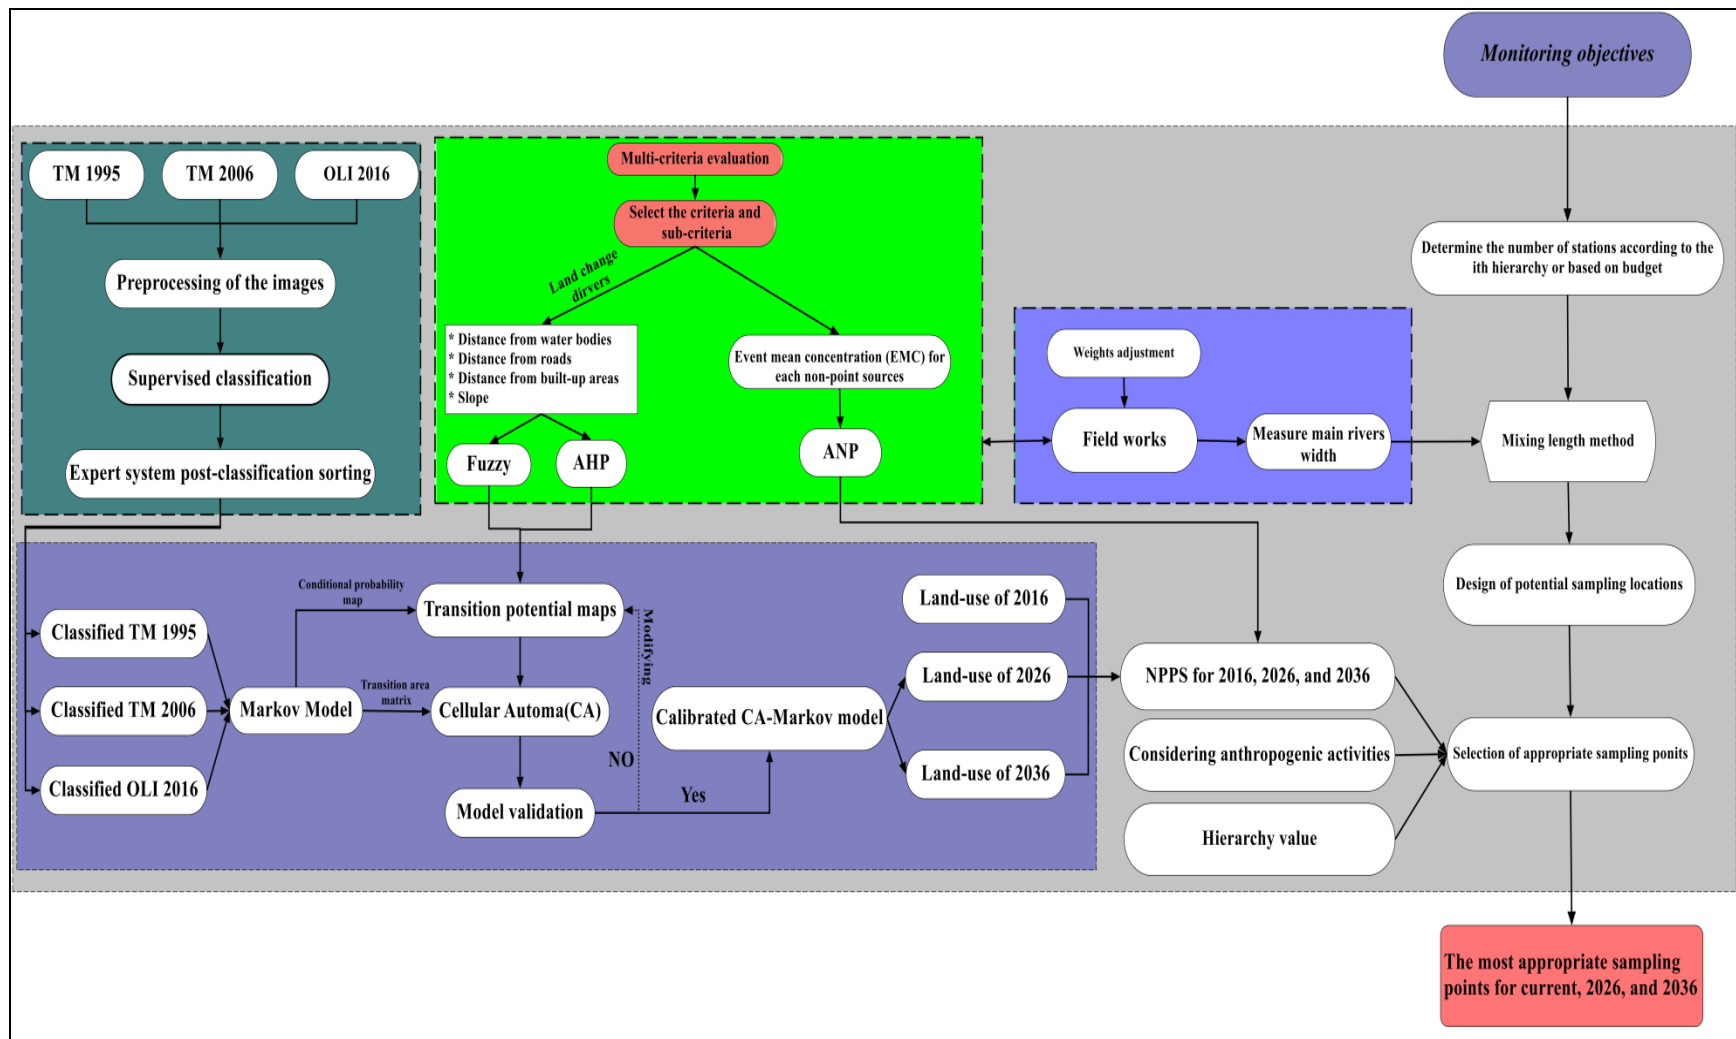 Monitoring objectives
TM 1995
TM 2006
OLI 2016
Preprocessing of the images
Supervised classification
Expert system post-classification sorting
Multi-criteria evaluation
Select the criteria and
sub-criteria
Land change
dirvers
* Distance from water bodies
* Distance from roads
* Distance from built-up areas
* Slope
Event mean concentration (EMC) for
each non-point sources
Fuzzy
AHP
ANP
Weights adjustment
Field works
Measure main rivers
width
Determine the number of stations according to the
ith hierarchy or based on budget
Mixing length method
Design of potential sampling locations
Classified TM 1995
Classified TM 2006
Classified OLI 2016
Markov Model
Conditional probability
map
Transition area
matrix
Transition potential maps
Cellular Automa(CA)
Model validation
Modifying
NO
Yes
Calibrated CA-Markov model
Land-use of 2016
Land-use of 2026
Land-use of 2036
NPPS for 2016, 2026, and 2036
Considering anthropogenic activities
Hierarchy value
Selection of appropriate sampling ponits
The most appropriate sampling
points for current, 2026, and 2036